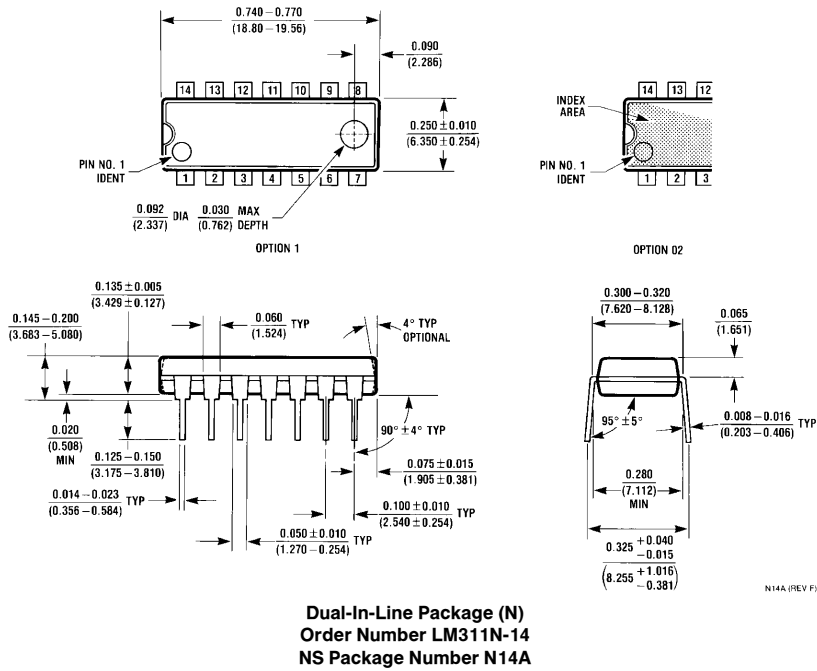 0.740 – 0.770
(18.80 – 19.56)
0.090
(2.286)
14 13 12 11 10 9 8
0.250 ± 0.010
(6.350 ± 0.254)
PIN NO. 1
IDENT
1 2 3 4 5 6 7
0.092
(2.337)
DIA
0.030
(0.762)
MAX
DEPTH
OPTION 1
14 13 12
INDEX
AREA
PIN NO. 1
IDENT
1 2 3
OPTION 02
0.135 ± 0.005
(3.429 ± 0.127)
0.145 – 0.200
(3.683 – 5.080)
0.060
(1.524)
TYP
4° TYP
OPTIONAL
0.020
(0.508)
MIN
0.125 – 0.150
(3.175 – 3.810)
90° ± 4° TYP
0.014 – 0.023
(0.356 – 0.584)
TYP
0.075 ± 0.015
(1.905 ± 0.381)
0.100 ± 0.010
(2.540 ± 0.254)
TYP
0.050 ± 0.010
(1.270 – 0.254)
TYP
0.300 – 0.320
(7.620 – 8.128)
0.065
(1.651)
95° ± 5°
0.008 – 0.016
(0.203 – 0.406)
TYP
0.280
(7.112)
MIN
0.325 +0.040
−0.015
(8.255 +1.016
−0.381)
N14A (REV F)
Dual-In-Line Package (N)
Order Number LM311N-14
NS Package Number N14A